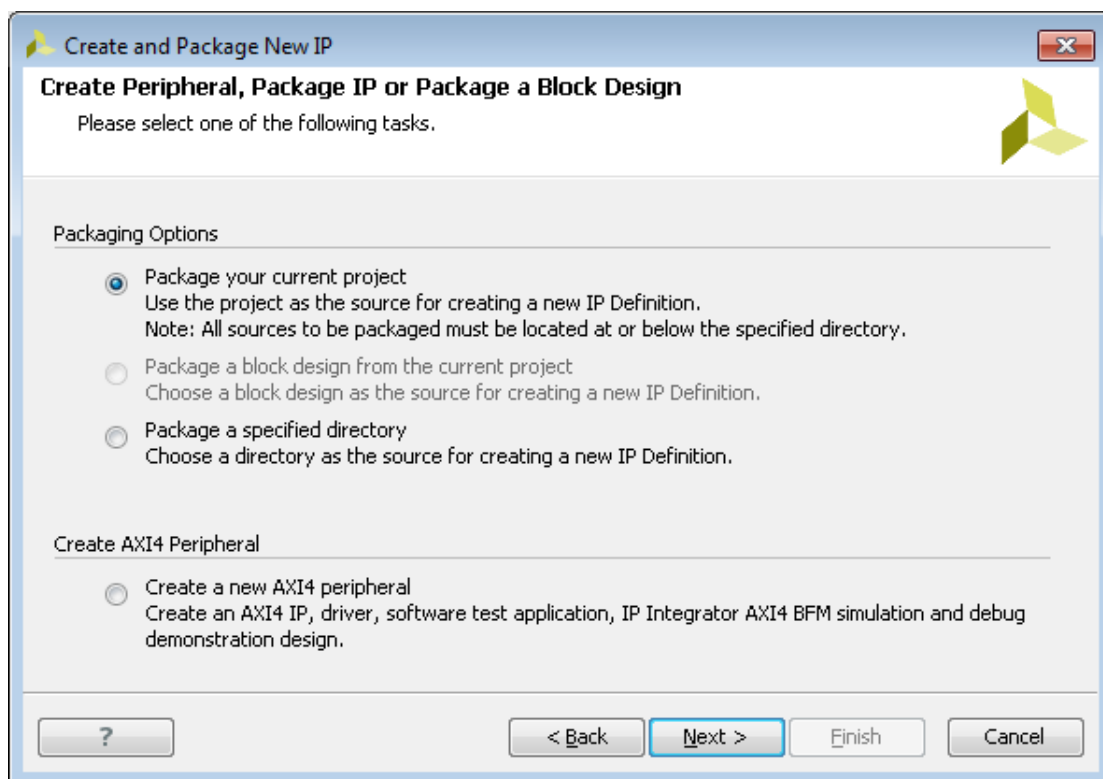 Create and Package New IP
Create Peripheral, Package IP or Package a Block Design
Please select one of the following tasks.
Packaging Options
Package your current project
Use the project as the source for creating a new IP Definition.
Note: All sources to be packaged must be located at or below the specified directory.
Package a block design from the current project
Choose a block design as the source for creating a new IP Definition.
Package a specified directory
Choose a directory as the source for creating a new IP Definition.
Create AXI4 Peripheral
Create a new AXI4 peripheral
Create an AXI4 IP, driver, software test application, IP Integrator AXI4 BFM simulation and debug
demonstration design.
? < Back Next > Finish Cancel